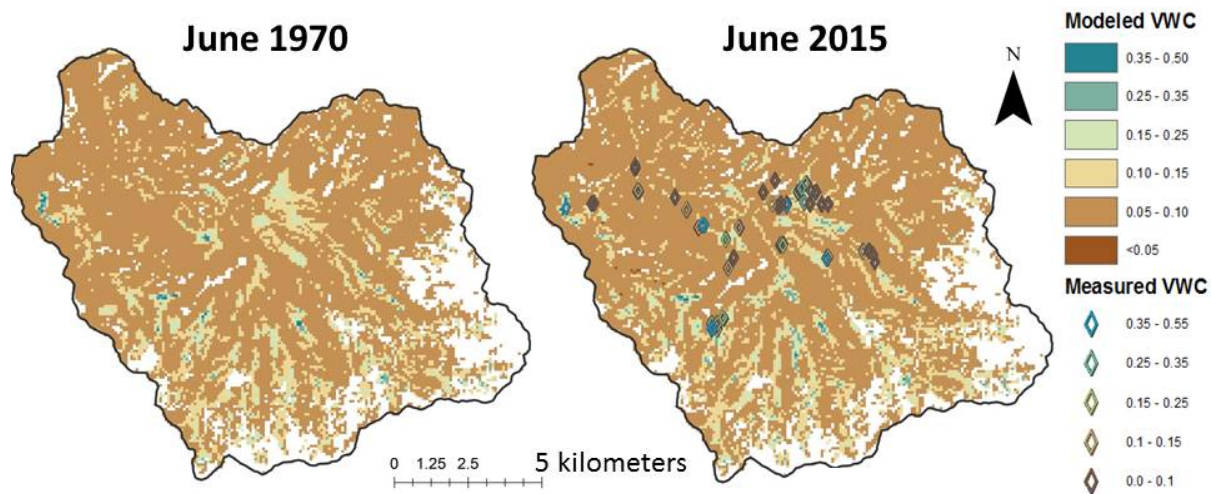 June 1970
June 2015
N
Modeled VWC
0.35 - 0.50
0.25 - 0.35
0.15 - 0.25
0.10 - 0.15
0.05 - 0.10
<0.05
Measured VWC
0.35 - 0.55
0.25 - 0.35
0.15 - 0.25
0.1 - 0.15
0.0 - 0.1
0 1.25 2.5 5 kilometers